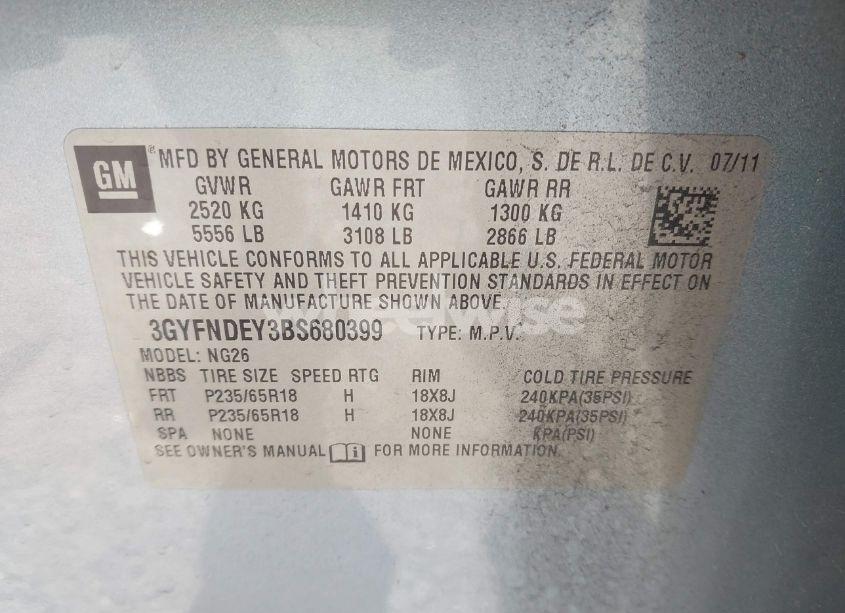 GM
® MFD BY GENERAL MOTORS DE MEXICO, S. DE R.L. DE C.V. 07/11
GVWR GAWR FRT GAWR RR
2520 KG 1410 KG 1300 KG
5556 LB 3108 LB 2866 LB
THIS VEHICLE CONFORMS TO ALL APPLICABLE U.S. FEDERAL MOTOR
VEHICLE SAFETY AND THEFT PREVENTION STANDARDS IN EFFECT ON
THE DATE OF MANUFACTURE SHOWN ABOVE.
wheelwise
3GYFNDEY3BS680399 TYPE: M.P.V.
MODEL: NG26
NBBS TIRE SIZE SPEED RTG RIM COLD TIRE PRESSURE
FRT P235/65R18 H 18X8J 240KPA(35PSI)
RR P235/65R18 H 18X8J 240KPA(35PSI)
SPA NONE NONE KPA(PSI)
SEE OWNER'S MANUAL i FOR MORE INFORMATION.